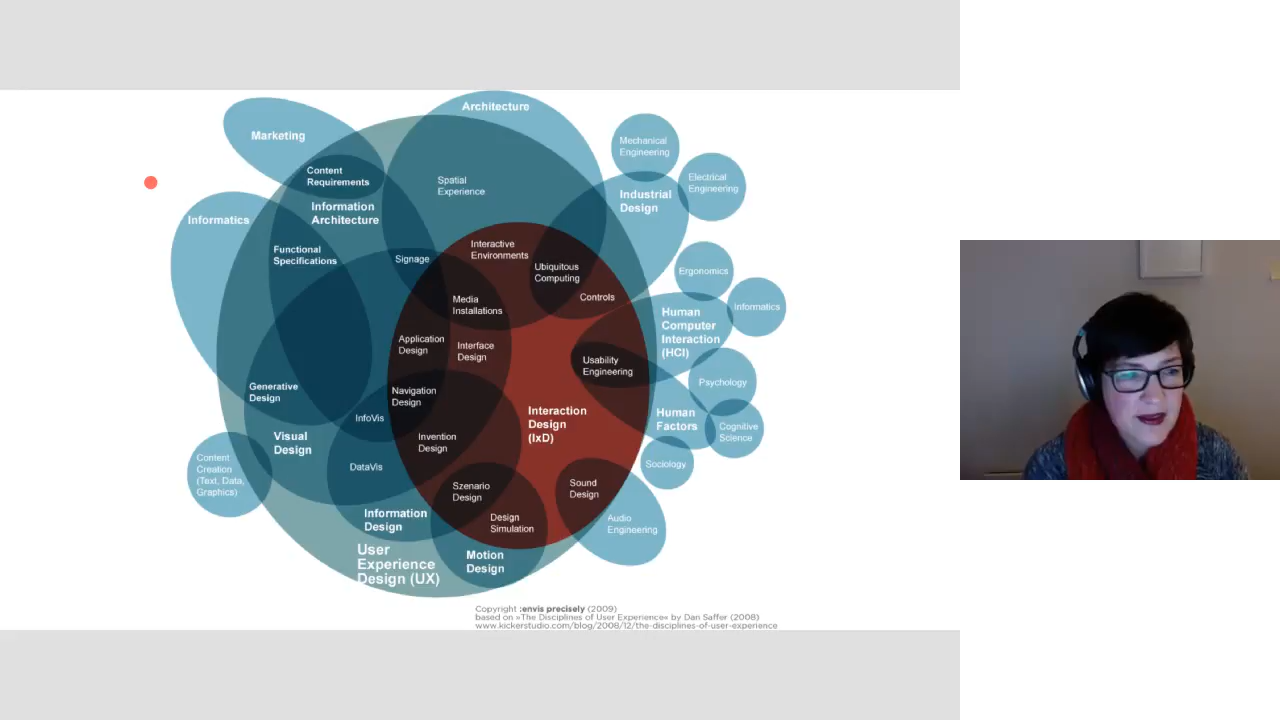 Architecture
Marketing
Mechanical
Engineering
Content
Requirements
Spatial
Experience
Electrical
Engineering
Industrial
Design
Information
Architecture
Informatics
Functional
Specifications
Signage
Interactive
Environments
Ubiquitous
Computing
Ergonomics
Controls
Media
Installations
Informatics
Human
Computer
Interaction
(HCI)
Application
Design
Interface
Design
Usability
Engineering
Psychology
Generative
Design
Navigation
Design
InfoVis
Interaction
Design
(IxD)
Human
Factors
Cognitive
Science
Visual
Design
Invention
Design
Content
Creation
(Text, Data,
Graphics)
DataVis
Sociology
Szenario
Design
Sound
Design
Information
Design
Design
Simulation
Audio
Engineering
User
Experience
Design (UX)
Motion
Design
Copyright :envis precisely (2009)
based on »The Disciplines of User Experience« by Dan Saffer (2008)
www.kickerstudio.com/blog/2008/12/the-disciplines-of-user-experience